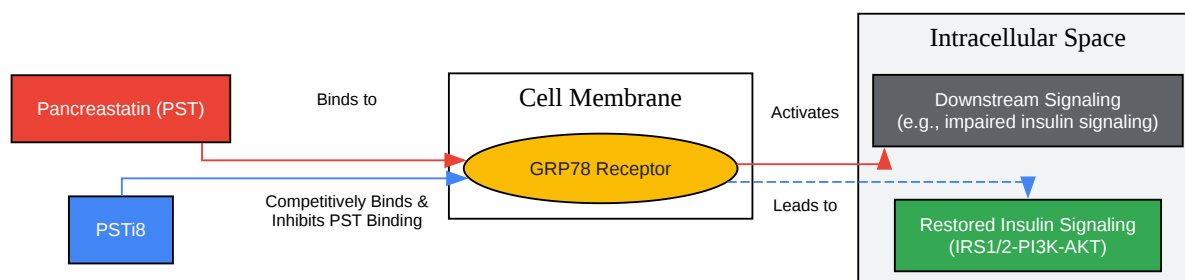 Intracellular Space
Pancreastatin (PST)
Binds to
Cell Membrane
Activates
Downstream Signaling
(e.g., impaired insulin signaling)
GRP78 Receptor
PSTi8
Competitively Binds &
Inhibits PST Binding
Leads to
Restored Insulin Signaling
(IRS1/2-PI3K-AKT)